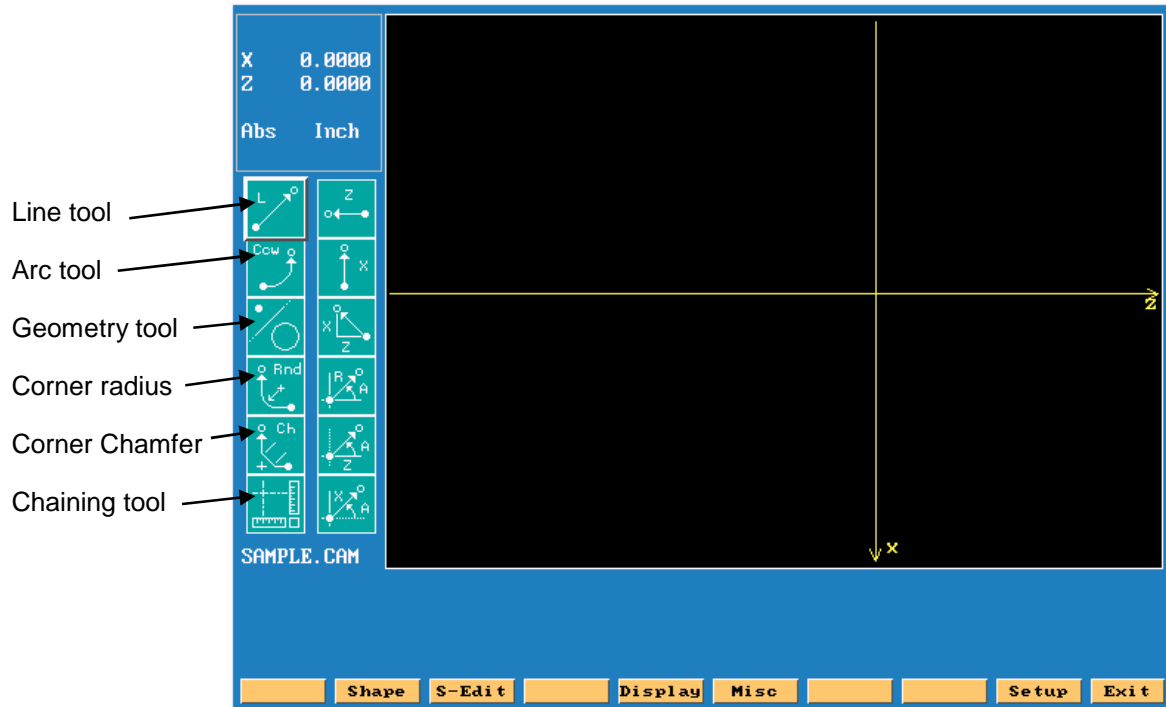 X 0.0000
Z 0.0000
Abs Inch
Line tool
L
Z
Arc tool
Ccw
X
Geometry tool
X
Z
Corner radius
Rnd
R
A
Corner Chamfer
Ch
A
Z
Chaining tool
X
A
SAMPLE.CAM
Z
X
Shape S-Edit Display Misc Setup Exit